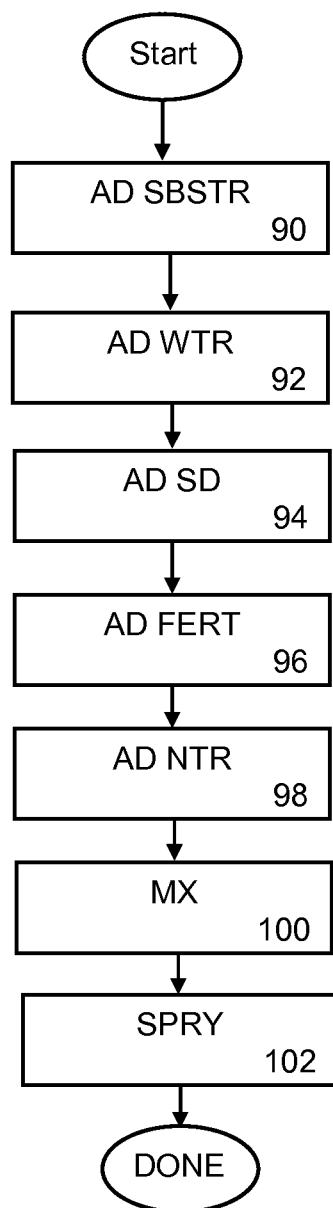 Start
AD SBSTR
90
AD WTR
92
AD SD
94
AD FERT
96
AD NTR
98
MX
100
SPRY
102
DONE